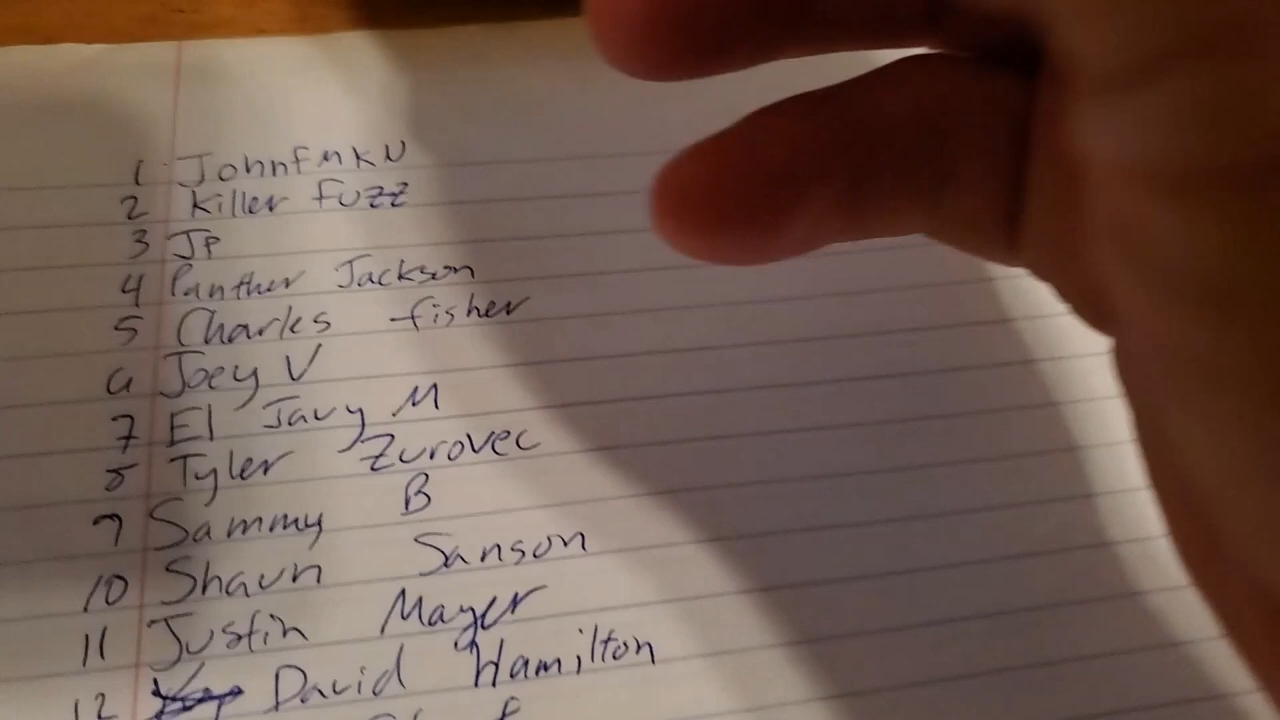 1 JohnFMKN
2 Killer Fuzz
3 JP
4 Panther Jackson
5 Charles fisher
6 Joey V
7 El Javy M
8 Tyler Zurovec
9 Sammy B
10 Shaun Sanson
11 Justin Mayer
12 David Hamilton